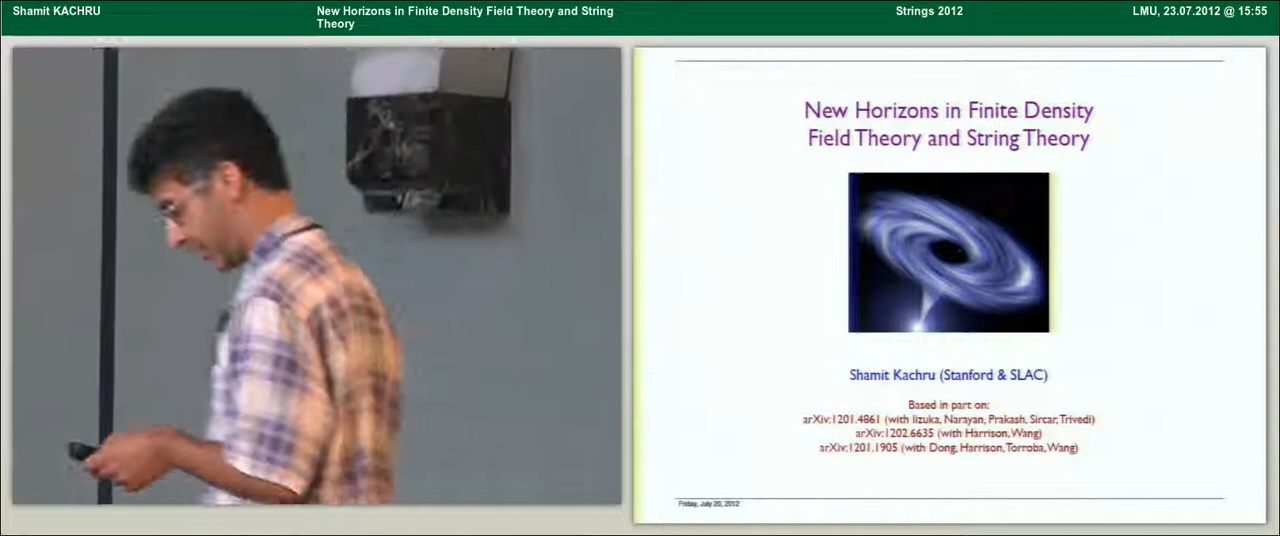 Shamit KACHRU
New Horizons in Finite Density Field Theory and String
Theory
Strings 2012
LMU, 23.07.2012 @ 15:55
New Horizons in Finite Density
Field Theory and String Theory
Shamit Kachru (Stanford & SLAC)
Based in part on:
arXiv:1201.4861 (with Iizuka, Narayan, Prakash, Sircar, Trivedi)
arXiv:1202.6635 (with Harrison, Wang)
arXiv:1201.1905 (with Dong, Harrison, Torroba, Wang)
Friday, July 20, 2012